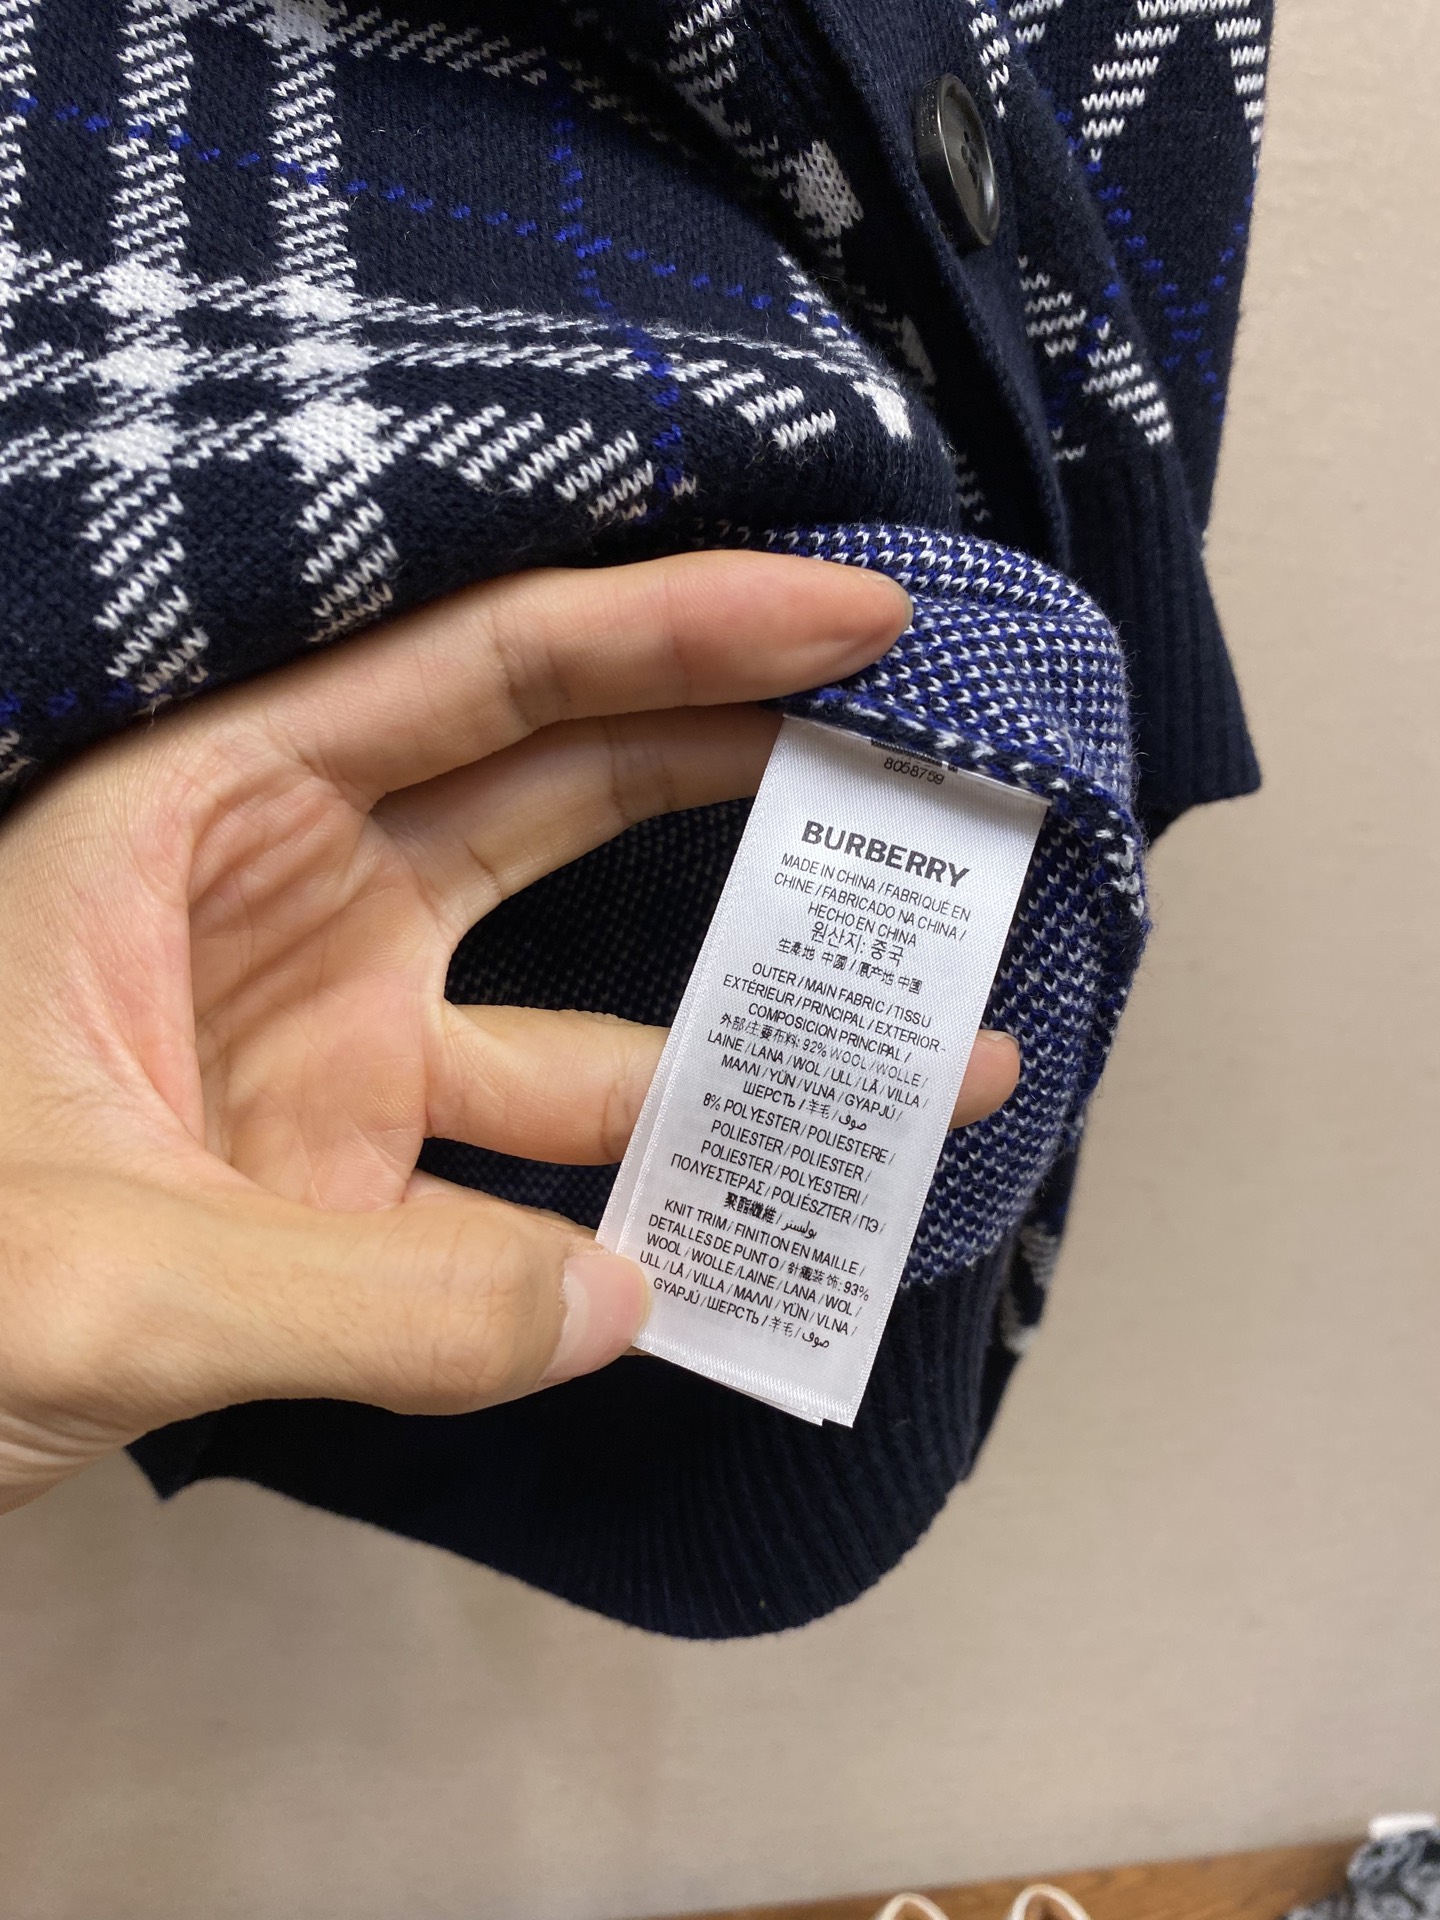 8058759
BURBERRY
MADE IN CHINA / FABRIQUÉ EN
CHINE / FABRICADO NA CHINA /
HECHO EN CHINA
원산지: 중국
生產地 中國 / 原产地 中國
OUTER / MAIN FABRIC / TISSU
EXTÉRIEUR / PRINCIPAL / EXTERIOR-
COMPOSICION PRINCIPAL /
外部/主要布料: 92% WOOL / WOLLE /
LAINE / LANA / WOL / ULL / LÃ / VILLA /
ΜΑΛΛΙ / YÜN / VLNA / GYAPJÚ /
ШЕРСТЬ / 羊毛 / صوف
8% POLYESTER / POLIESTERE /
POLIESTER / POLIESTER /
POLIESTER / POLYESTERI /
ΠΟΛΥΕΣΤΕΡΑΣ / POLIÉSZTER / ПЭ /
聚酯纖維 / بوليستر
KNIT TRIM / FINITION EN MAILLE /
DETALLES DE PUNTO / 針織装饰: 93%
WOOL / WOLLE / LAINE / LANA / WOL /
ULL / LÃ / VILLA / ΜΑΛΛΙ / YÜN / VLNA /
GYAPJÚ / ШЕРСТЬ / 羊毛 / صوف